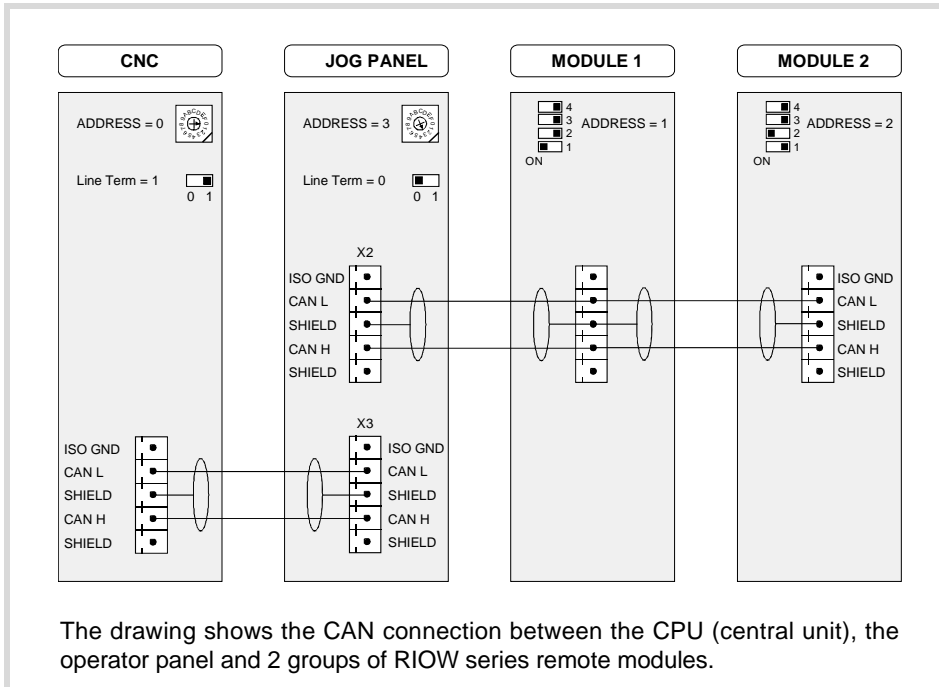 CNC
JOG PANEL
MODULE 1
MODULE 2
ADDRESS = 0
ADDRESS = 3
4
3
2
1
ON
ADDRESS = 1
4
3
2
1
ON
ADDRESS = 2
Line Term = 1
0 1
Line Term = 0
0 1
X2
ISO GND
CAN L
SHIELD
CAN H
SHIELD
ISO GND
CAN L
SHIELD
CAN H
SHIELD
X3
ISO GND
CAN L
SHIELD
CAN H
SHIELD
ISO GND
CAN L
SHIELD
CAN H
SHIELD
The drawing shows the CAN connection between the CPU (central unit), the
operator panel and 2 groups of RIOW series remote modules.